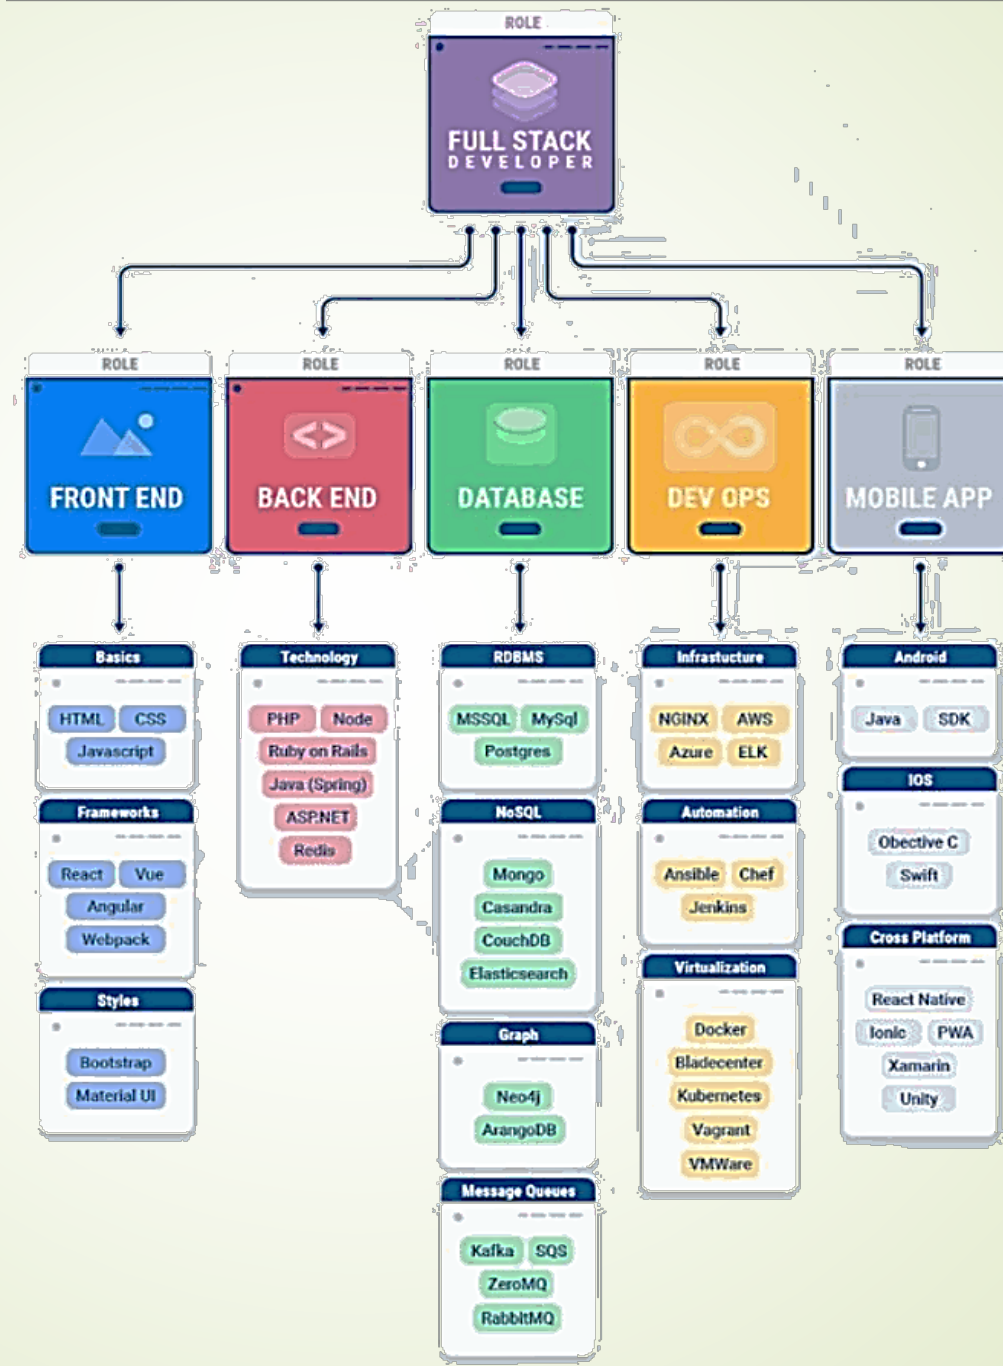 ROLE
FULL STACK
DEVELOPER
ROLE
FRONT END
ROLE
BACK END
ROLE
DATABASE
ROLE
DEV OPS
ROLE
MOBILE APP
Basics
HTML CSS
Javascript
Frameworks
React Vue
Angular
Webpack
Styles
Bootstrap
Material UI
Technology
PHP Node
Ruby on Rails
Java (Spring)
ASP.NET
Redis
RDBMS
MSSQL MySql
Postgres
NoSQL
Mongo
Casandra
CouchDB
Elasticsearch
Graph
Neo4j
ArangoDB
Message Queues
Kafka SQS
ZeroMQ
RabbitMQ
Infrastucture
NGINX AWS
Azure ELK
Automation
Ansible Chef
Jenkins
Virtualization
Docker
Bladecenter
Kubernetes
Vagrant
VMWare
Android
Java SDK
IOS
Obective C
Swift
Cross Platform
React Native
Ionic PWA
Xamarin
Unity